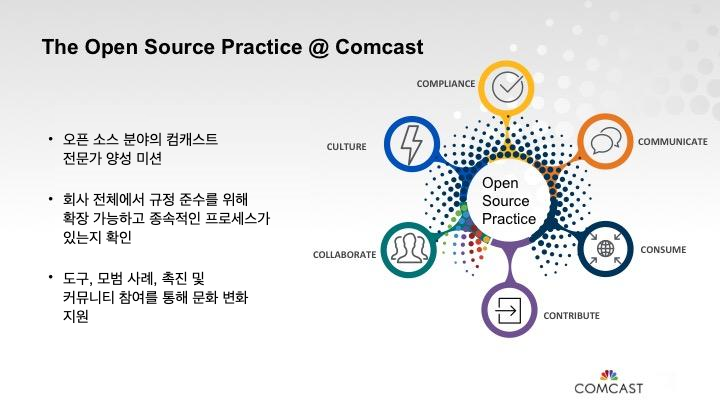 The Open Source Practice @ Comcast
• 오픈 소스 분야의 컴캐스트
전문가 양성 미션
• 회사 전체에서 규정 준수를 위해
확장 가능하고 종속적인 프로세스가
있는지 확인
• 도구, 모범 사례, 촉진 및
커뮤니티 참여를 통해 문화 변화
지원
COMPLIANCE
CULTURE
COMMUNICATE
Open
Source
Practice
COLLABORATE
CONSUME
CONTRIBUTE
COMCAST